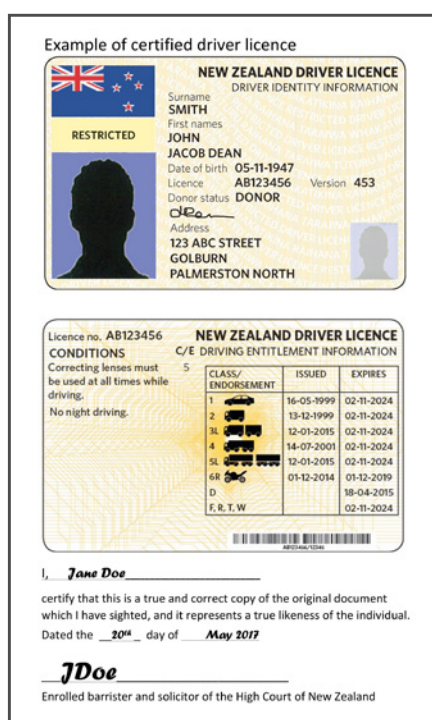 Example of certified driver licence
NEW ZEALAND DRIVER LICENCE
DRIVER IDENTITY INFORMATION
RESTRICTED
Surname
SMITH
First names
JOHN
JACOB DEAN
Date of birth 05-11-1947
Licence AB123456 Version 453
Donor status DONOR
Address
123 ABC STREET
GOLBURN
PALMERSTON NORTH
Licence no. AB123456 NEW ZEALAND DRIVER LICENCE
CONDITIONS C/E DRIVING ENTITLEMENT INFORMATION
Correcting lenses must 5
be used at all times while
driving.
No night driving.
CLASS/ ENDORSEMENT ISSUED EXPIRES
1 16-05-1999 02-11-2024
2 13-12-1999 02-11-2024
3L 12-01-2015 02-11-2024
4 14-07-2001 02-11-2024
5L 12-01-2015 02-11-2024
6R 01-12-2014 01-12-2019
D 18-04-2015
F, R, T, W 02-11-2024
I, Jane Doe
certify that this is a true and correct copy of the original document
which I have sighted, and it represents a true likeness of the individual.
Dated the 20th day of May 2017
JDoe
Enrolled barrister and solicitor of the High Court of New Zealand